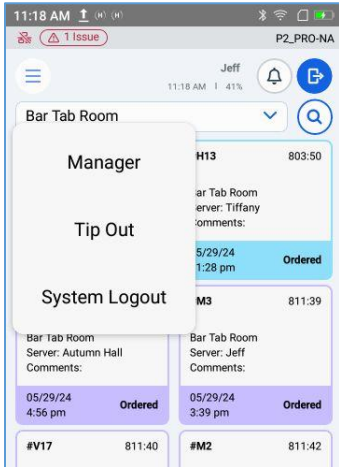 11:18 AM
1 Issue
P2_PRO-NA
Jeff
11:18 AM | 41%
Bar Tab Room
Manager
Tip Out
System Logout
H13 803:50
ar Tab Room
erver: Tiffany
omments:
5/29/24
1:28 pm
Ordered
M3 811:39
Bar Tab Room
Server: Autumn Hall
Comments:
05/29/24
4:56 pm
Ordered
Bar Tab Room
Server: Jeff
Comments:
05/29/24
3:39 pm
Ordered
#V17 811:40
#M2 811:42